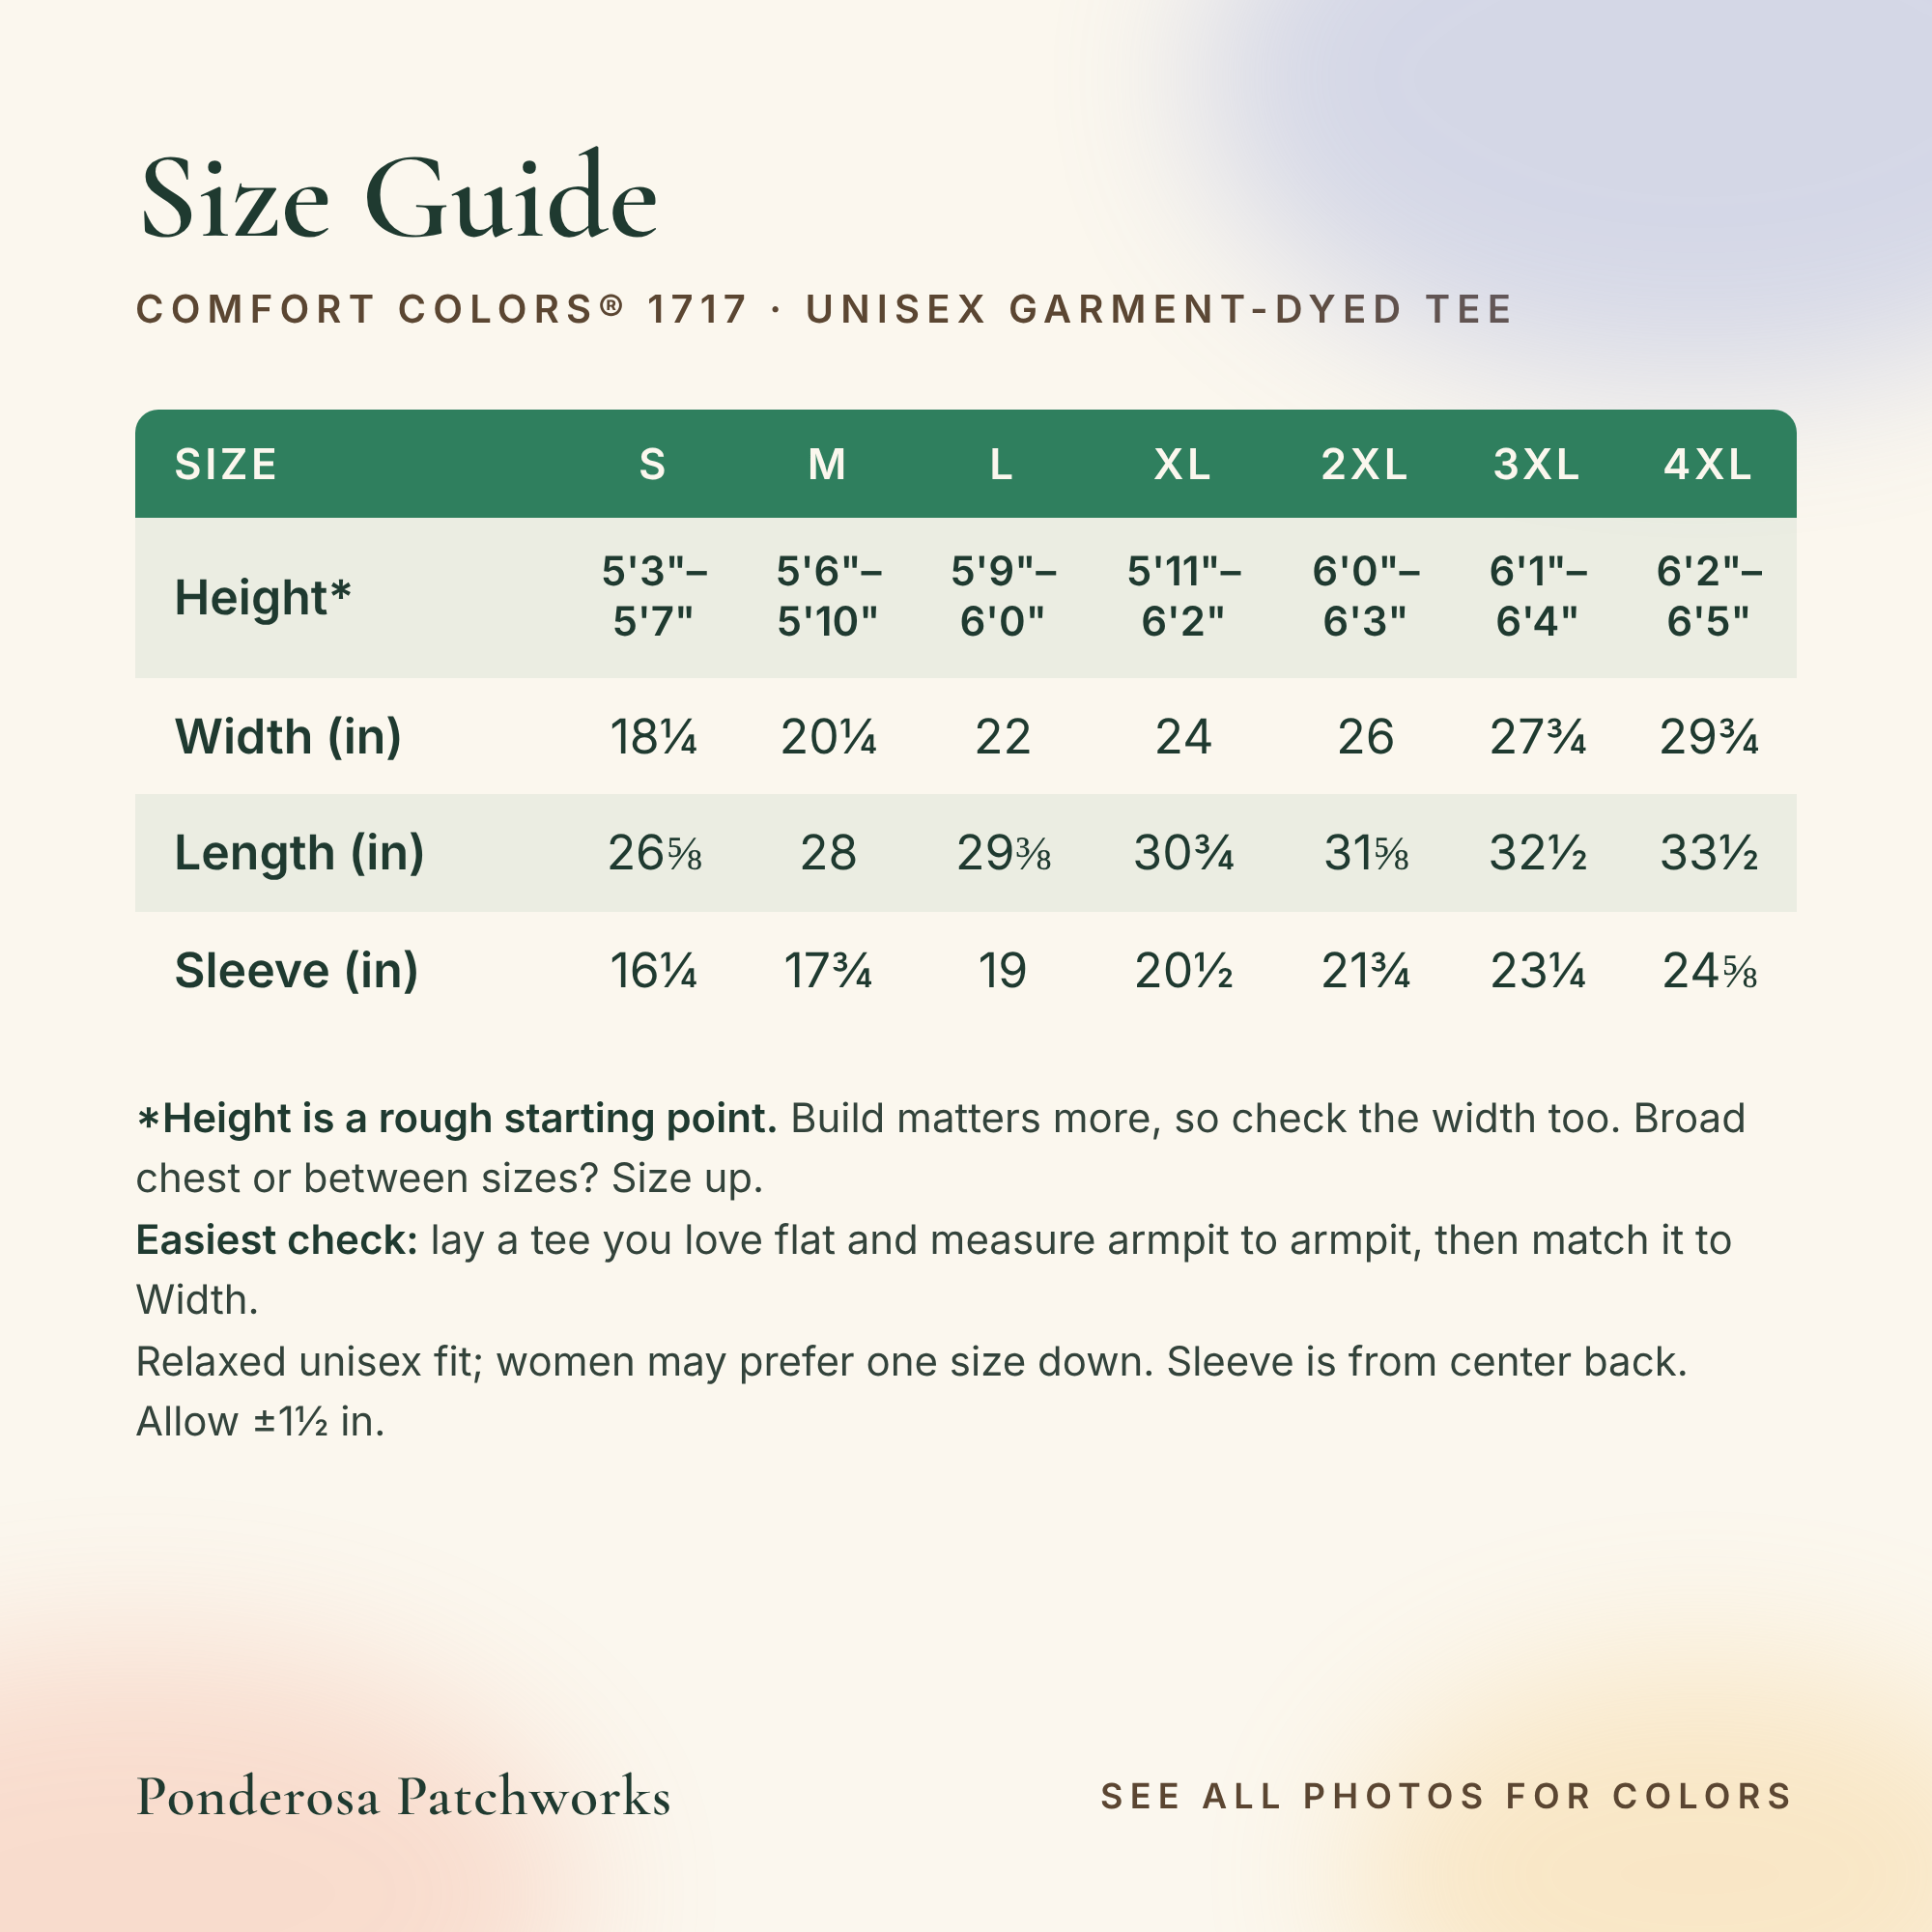 Size Guide
COMFORT COLORS® 1717 · UNISEX GARMENT-DYED TEE
SIZE S M L XL 2XL 3XL 4XL
Height* 5'3"–5'7" 5'6"–5'10" 5'9"–6'0" 5'11"–6'2" 6'0"–6'3" 6'1"–6'4" 6'2"–6'5"
Width (in) 18¼ 20¼ 22 24 26 27¾ 29¾
Length (in) 26⅝ 28 29⅜ 30¾ 31⅝ 32½ 33½
Sleeve (in) 16¼ 17¾ 19 20½ 21¾ 23¼ 24⅝
*Height is a rough starting point. Build matters more, so check the width too. Broad
chest or between sizes? Size up.
Easiest check: lay a tee you love flat and measure armpit to armpit, then match it to
Width.
Relaxed unisex fit; women may prefer one size down. Sleeve is from center back.
Allow ±1½ in.
Ponderosa Patchworks
SEE ALL PHOTOS FOR COLORS